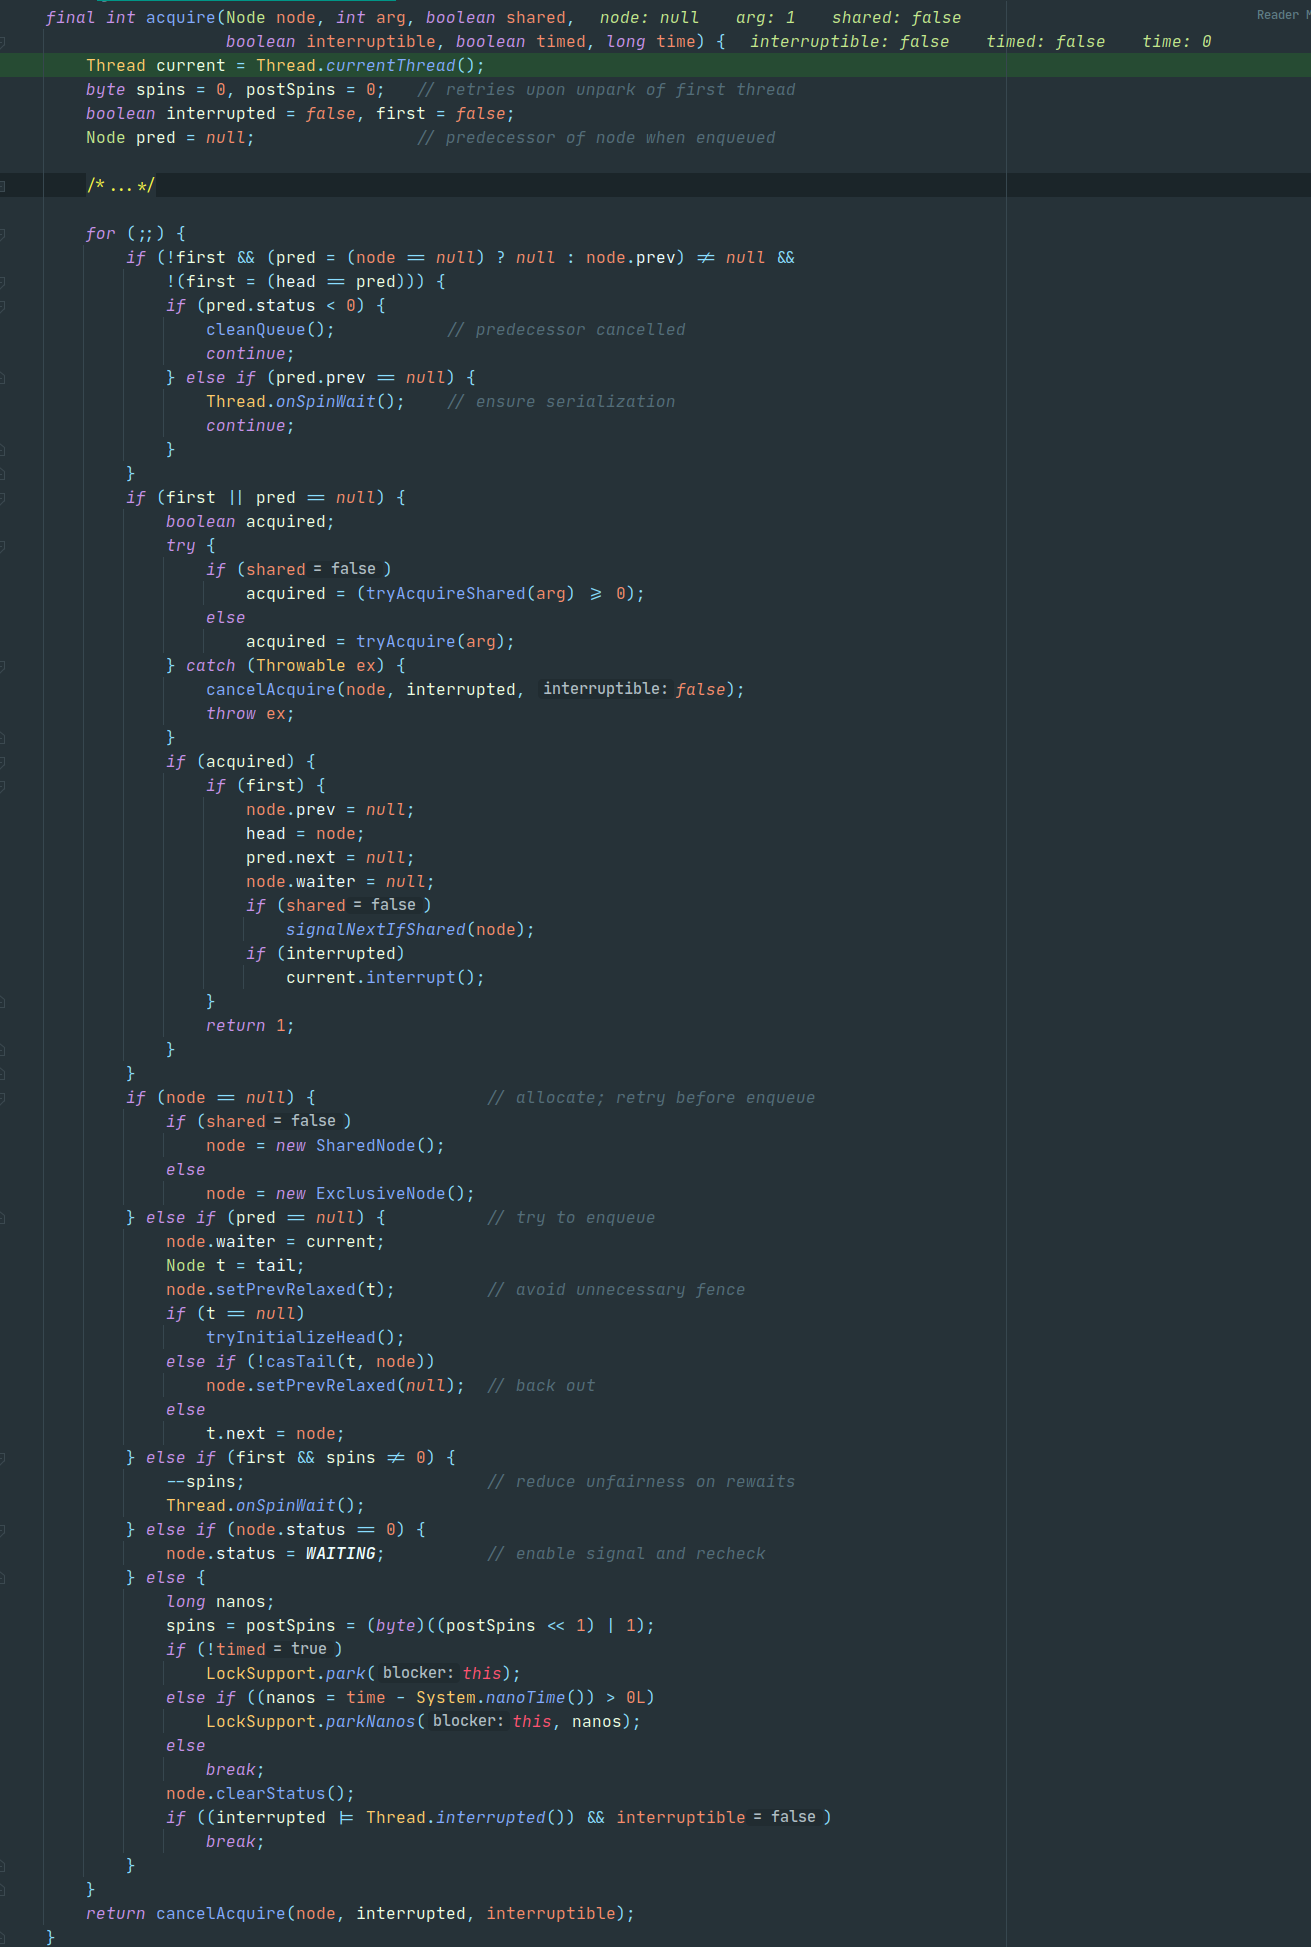 final int acquire(Node node, int arg, boolean shared,   node: null    arg: 1    shared: false
Reader M
                  boolean interruptible, boolean timed, long time) {   interruptible: false    timed: false    time: 0
    Thread current = Thread.currentThread();
    byte spins = 0, postSpins = 0;   // retries upon unpark of first thread
    boolean interrupted = false, first = false;
    Node pred = null;                // predecessor of node when enqueued
    /*...*/
    for (;;) {
        if (!first && (pred = (node == null) ? null : node.prev) != null &&
            !(first = (head == pred))) {
            if (pred.status < 0) {
                cleanQueue();           // predecessor cancelled
                continue;
            } else if (pred.prev == null) {
                Thread.onSpinWait();    // ensure serialization
                continue;
            }
        }
        if (first || pred == null) {
            boolean acquired;
            try {
                if (shared = false )
                    acquired = (tryAcquireShared(arg) >= 0);
                else
                    acquired = tryAcquire(arg);
            } catch (Throwable ex) {
                cancelAcquire(node, interrupted, interruptible: false);
                throw ex;
            }
            if (acquired) {
                if (first) {
                    node.prev = null;
                    head = node;
                    pred.next = null;
                    node.waiter = null;
                    if (shared = false )
                        signalNextIfShared(node);
                    if (interrupted)
                        current.interrupt();
                }
                return 1;
            }
        }
        if (node == null) {                 // allocate; retry before enqueue
            if (shared = false )
                node = new SharedNode();
            else
                node = new ExclusiveNode();
        } else if (pred == null) {          // try to enqueue
            node.waiter = current;
            Node t = tail;
            node.setPrevRelaxed(t);         // avoid unnecessary fence
            if (t == null)
                tryInitializeHead();
            else if (!casTail(t, node))
                node.setPrevRelaxed(null);  // back out
            else
                t.next = node;
        } else if (first && spins != 0) {
            --spins;                        // reduce unfairness on rewaits
            Thread.onSpinWait();
        } else if (node.status == 0) {
            node.status = WAITING;          // enable signal and recheck
        } else {
            long nanos;
            spins = postSpins = (byte)((postSpins << 1) | 1);
            if (!timed = true )
                LockSupport.park( blocker: this);
            else if ((nanos = time - System.nanoTime()) > 0L)
                LockSupport.parkNanos( blocker: this, nanos);
            else
                break;
            node.clearStatus();
            if ((interrupted |= Thread.interrupted()) && interruptible = false )
                break;
        }
    }
    return cancelAcquire(node, interrupted, interruptible);
}